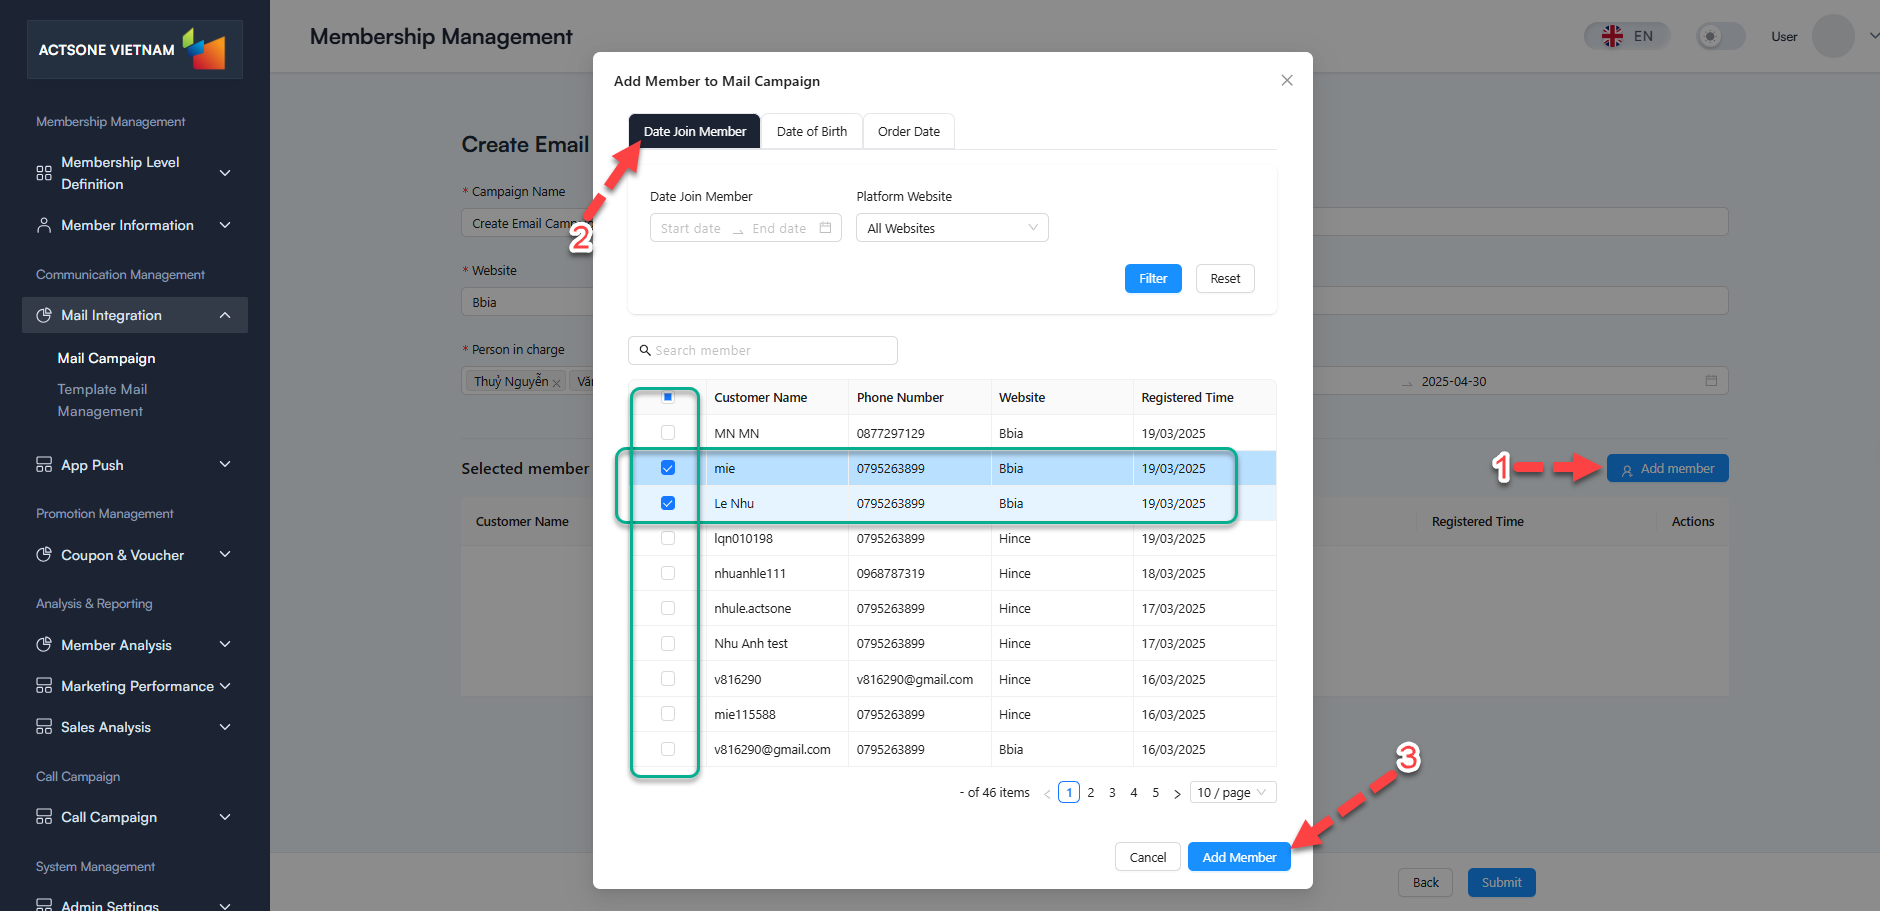 ACTSONE VIETNAM
Membership Management
EN
User
Membership Management
Membership Level
Definition
Member Information
Communication Management
Mail Integration
Mail Campaign
Template Mail
Management
App Push
Promotion Management
Coupon & Voucher
Analysis & Reporting
Member Analysis
Marketing Performance
Sales Analysis
Call Campaign
Call Campaign
System Management
Admin Settings
Create Email
* Campaign Name
Create Email Camp
* Website
Bbia
* Person in charge
Thuỷ Nguyễn
2025-04-30
Selected member
1
Add member
Customer Name
Registered Time
Actions
Back
Submit
Add Member to Mail Campaign
Date Join Member
Date of Birth
Order Date
2
Date Join Member
Platform Website
Start date
End date
All Websites
Filter
Reset
Search member
Customer Name Phone Number Website Registered Time
MN MN 0877297129 Bbia 19/03/2025
mie 0795263899 Bbia 19/03/2025
Le Nhu 0795263899 Bbia 19/03/2025
lqn010198 0795263899 Hince 19/03/2025
nhuanhle111 0968787319 Hince 18/03/2025
nhule.actsone 0795263899 Hince 17/03/2025
Nhu Anh test 0795263899 Hince 17/03/2025
v816290 v816290@gmail.com Hince 16/03/2025
mie115588 0795263899 Hince 16/03/2025
v816290@gmail.com 0795263899 Bbia 16/03/2025
- of 46 items < 1 2 3 4 5 > 10 / page
3
Cancel
Add Member